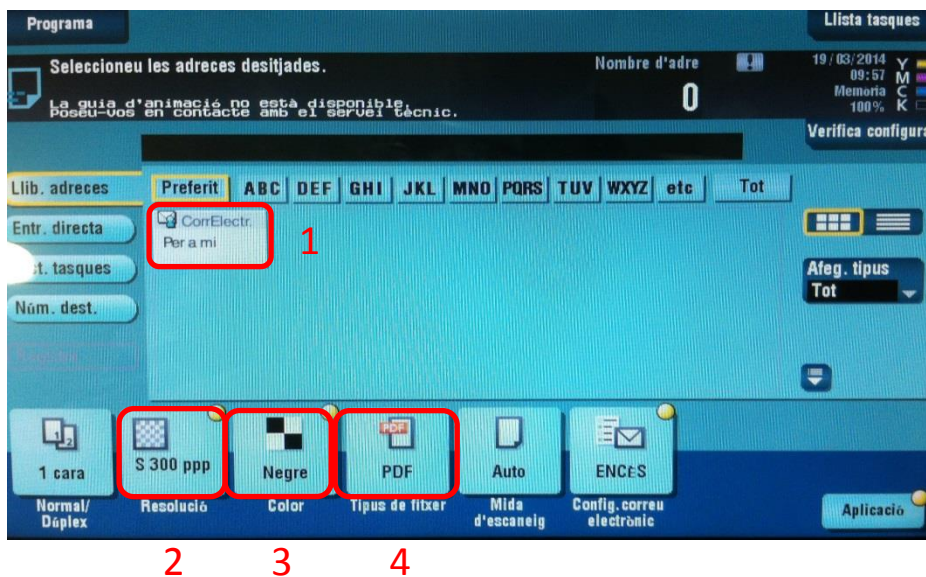 Programa
Llista tasques
Seleccioneu les adreces desitjades.
Nombre d'adre
0
19/03/2014
09:57
Memoria
100%
Y
M
C
K
La guia d'animació no està disponible.
Poseu-vos en contacte amb el servei tècnic.
Verifica configura
Llib. adreces
Preferit ABC DEF GHI JKL MNO PQRS TUV WXYZ etc Tot
Entr. directa
CorrElectr.
Per a mi
1
st. tasques
Afeg. tipus
Tot
Núm. dest.
1 cara
S 300 ppp
Negre
PDF
PDF
Auto
ENCÉS
Normal/
Dúplex
Resolució
Color
Tipus de fitxer
Mida
d'escaneig
Config.correu
electrònic
Aplicació
2 3 4